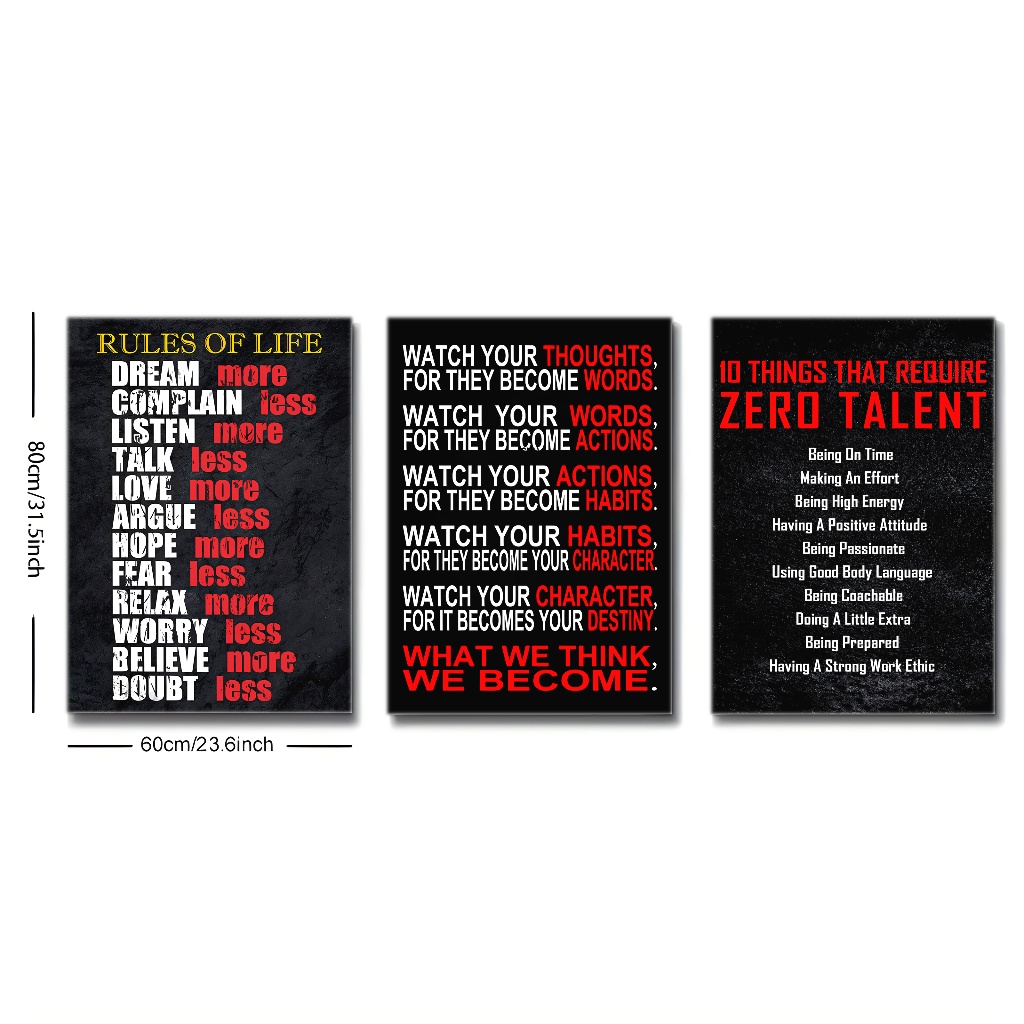 80cm/31.5inch
RULES OF LIFE
DREAM more
COMPLAIN less
LISTEN more
TALK less
LOVE more
ARGUE less
HOPE more
FEAR less
RELAX more
WORRY less
BELIEVE more
DOUBT less
60cm/23.6inch
WATCH YOUR THOUGHTS,
FOR THEY BECOME WORDS.
WATCH YOUR WORDS,
FOR THEY BECOME ACTIONS.
WATCH YOUR ACTIONS,
FOR THEY BECOME HABITS.
WATCH YOUR HABITS,
FOR THEY BECOME YOUR CHARACTER.
WATCH YOUR CHARACTER,
FOR IT BECOMES YOUR DESTINY.
WHAT WE THINK,
WE BECOME.
10 THINGS THAT REQUIRE
ZERO TALENT
Being On Time
Making An Effort
Being High Energy
Having A Positive Attitude
Being Passionate
Using Good Body Language
Being Coachable
Doing A Little Extra
Being Prepared
Having A Strong Work Ethic